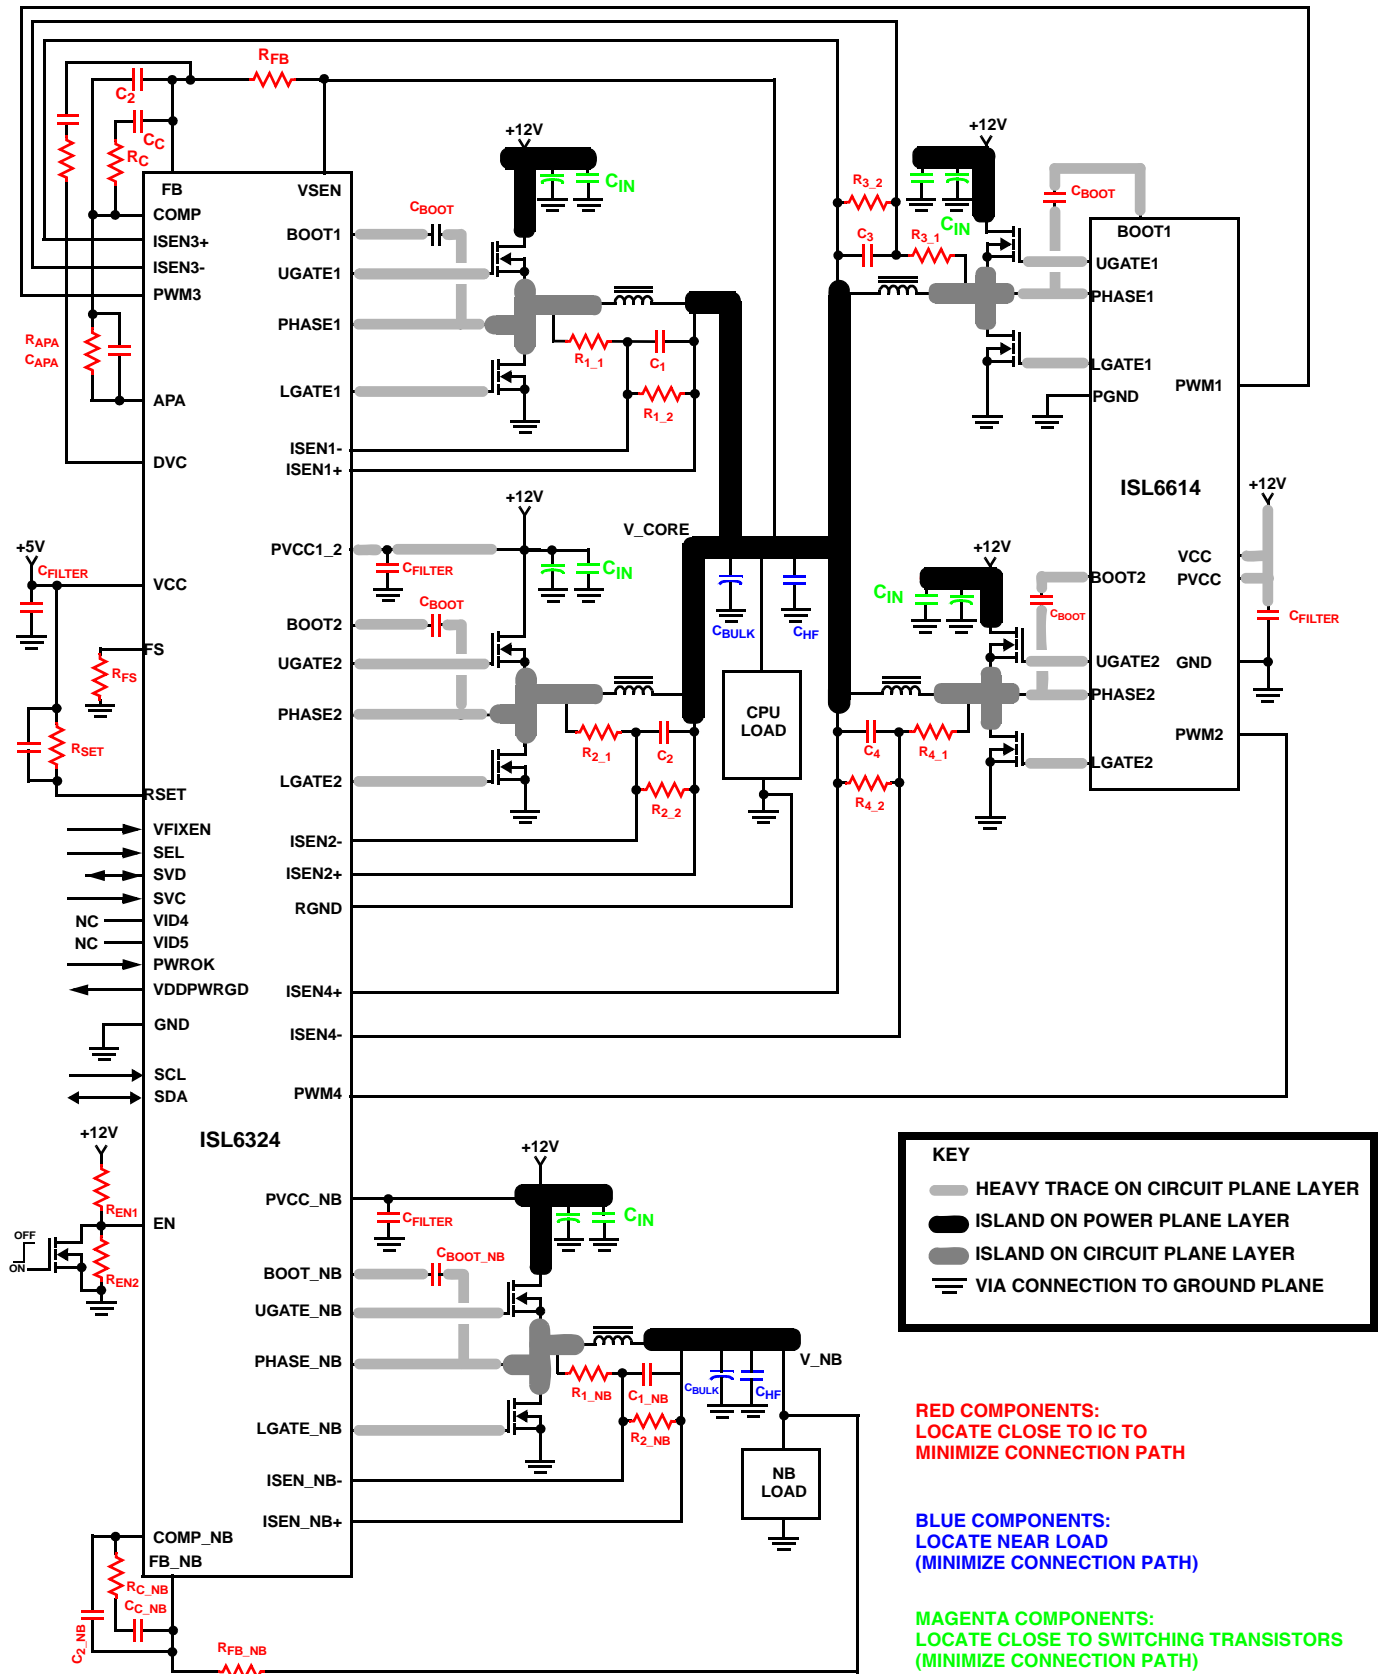 RFB
C2
CC
RC
+12V
+12V
CIN
R3_2
CBOOT
FB
VSEN
COMP
ISEN3+
ISEN3-
PWM3
CBOOT
BOOT1
UGATE1
PHASE1
LGATE1
ISEN1-
ISEN1+
C3
R3_1
CIN
BOOT1
UGATE1
PHASE1
LGATE1
PGND
PWM1
RAPA
CAPA
APA
DVC
R1_1
C1
R1_2
ISL6614
+12V
+12V
V_CORE
+12V
+5V
CFILTER
VCC
PVCC1_2
CFILTER
CIN
CBOOT
BOOT2
UGATE2
PHASE2
LGATE2
CBULK
CHF
CIN
CBOOT
BOOT2
VCC
PVCC
CFILTER
UGATE2
GND
PHASE2
PWM2
LGATE2
FS
RFS
RSET
RSET
R2_1
C2
R2_2
CPU
LOAD
C4
R4_1
R4_2
VFIXEN
SEL
SVD
SVC
NC
VID4
NC
VID5
PWROK
VDDPWRGD
GND
SCL
SDA
ISEN2-
ISEN2+
RGND
ISEN4+
ISEN4-
PWM4
+12V
ISL6324
+12V
REN1
EN
OFF
ON
REN2
PVCC_NB
CFILTER
CIN
CBOOT_NB
BOOT_NB
UGATE_NB
PHASE_NB
LGATE_NB
ISEN_NB-
ISEN_NB+
V_NB
R1_NB
C1_NB
R2_NB
CBULK
CHF
NB
LOAD
KEY
HEAVY TRACE ON CIRCUIT PLANE LAYER
ISLAND ON POWER PLANE LAYER
ISLAND ON CIRCUIT PLANE LAYER
VIA CONNECTION TO GROUND PLANE
RED COMPONENTS:
LOCATE CLOSE TO IC TO
MINIMIZE CONNECTION PATH
BLUE COMPONENTS:
LOCATE NEAR LOAD
(MINIMIZE CONNECTION PATH)
MAGENTA COMPONENTS:
LOCATE CLOSE TO SWITCHING TRANSISTORS
(MINIMIZE CONNECTION PATH)
COMP_NB
FB_NB
RC_NB
CC_NB
C2_NB
RFB_NB